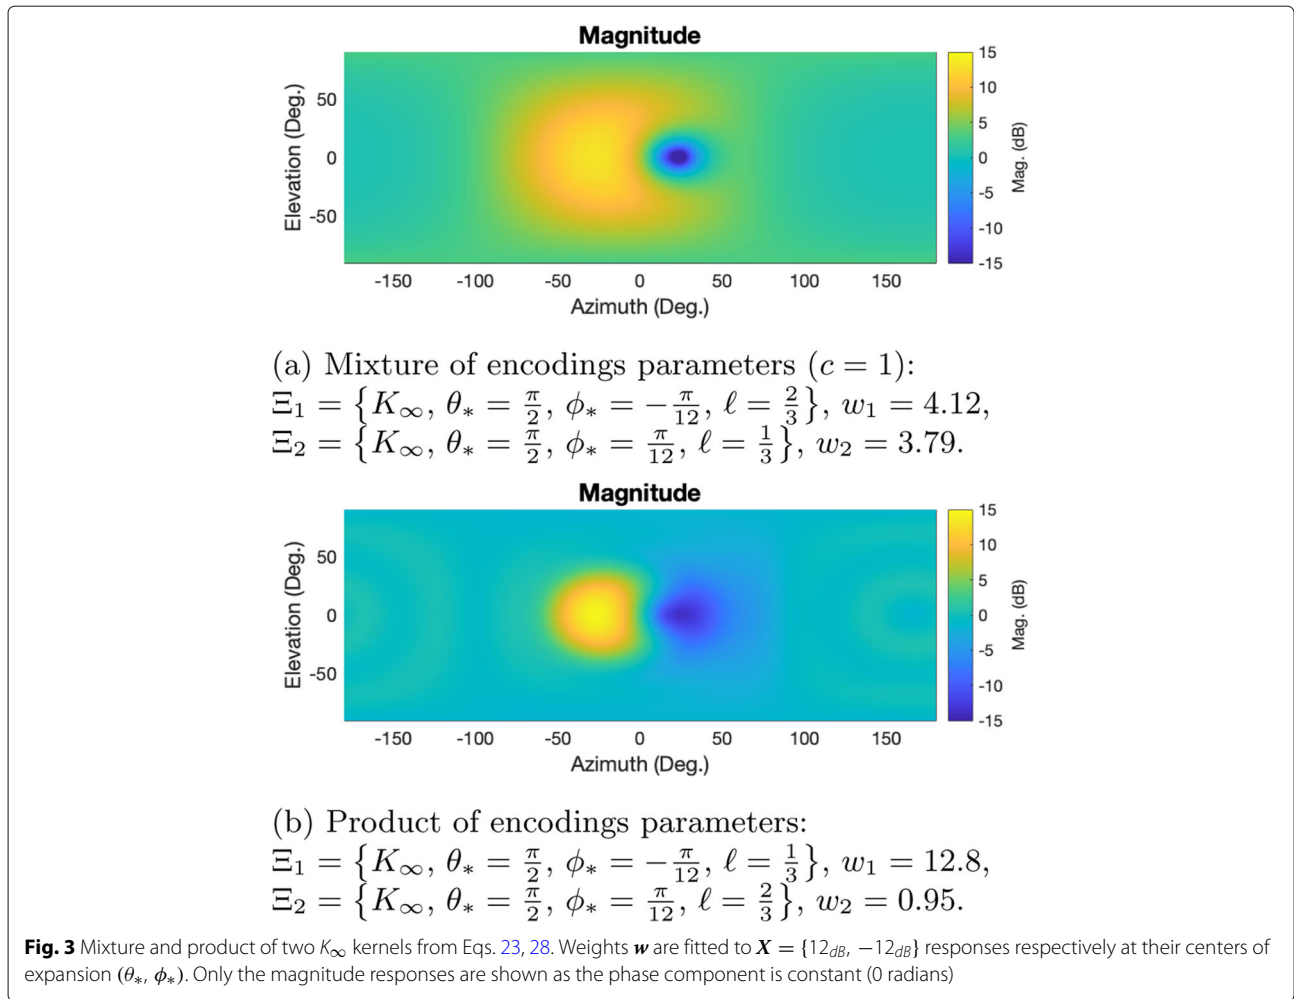 Magnitude
Elevation (Deg.)
50
0
-50
-150 -100 -50 0 50 100 150
Azimuth (Deg.)
15
10
5
0
-5
-10
-15
Mag. (dB)
(a) Mixture of encodings parameters (c = 1):
Ξ₁ = {K∞, θ∗ = π/2, ϕ∗ = −π/12, ℓ = 2/3}, w₁ = 4.12,
Ξ₂ = {K∞, θ∗ = π/2, ϕ∗ = π/12, ℓ = 1/3}, w₂ = 3.79.
Magnitude
Elevation (Deg.)
50
0
-50
-150 -100 -50 0 50 100 150
Azimuth (Deg.)
15
10
5
0
-5
-10
-15
Mag. (dB)
(b) Product of encodings parameters:
Ξ₁ = {K∞, θ∗ = π/2, ϕ∗ = −π/12, ℓ = 1/3}, w₁ = 12.8,
Ξ₂ = {K∞, θ∗ = π/2, ϕ∗ = π/12, ℓ = 2/3}, w₂ = 0.95.
Fig. 3 Mixture and product of two K∞ kernels from Eqs. 23, 28. Weights w are fitted to X = {12dB, −12dB} responses respectively at their centers of
expansion (θ∗, ϕ∗). Only the magnitude responses are shown as the phase component is constant (0 radians)